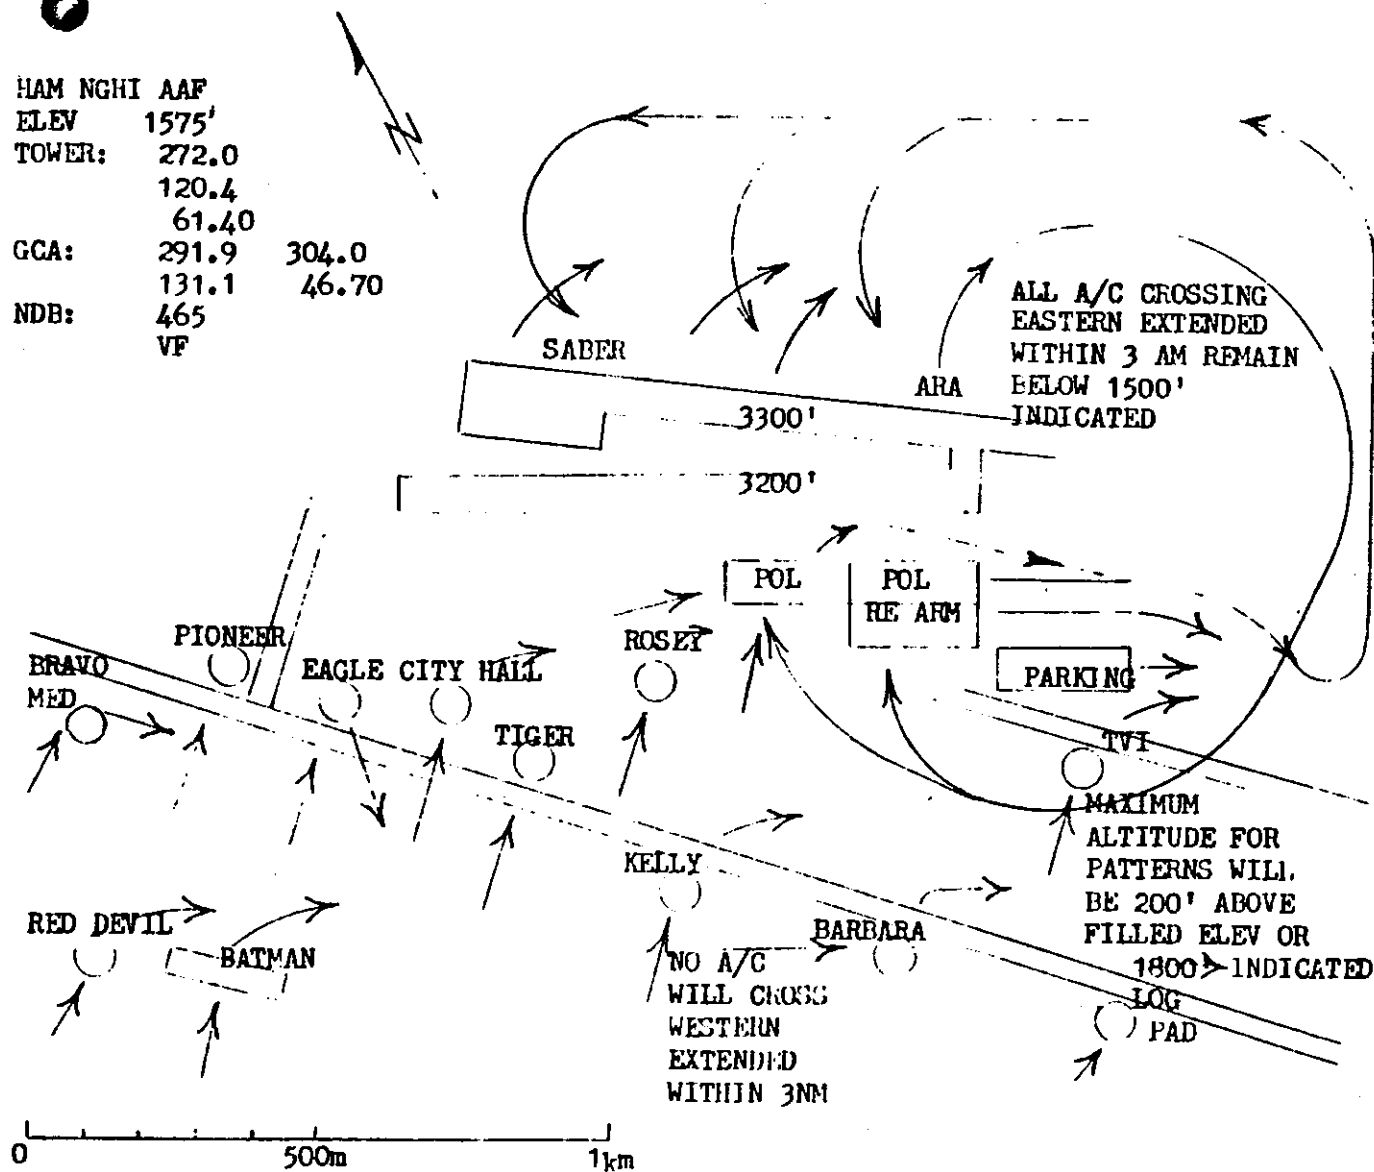 HAM NGHI AAF
ELEV 1575'
TOWER: 272.0
120.4
61.40
GCA: 291.9 304.0
131.1 46.70
NDB: 465
VF
ALL A/C CROSSING
EASTERN EXTENDED
WITHIN 3 AM REMAIN
BELOW 1500'
INDICATED
SABER
ARA
3300'
3200'
POL
POL
RE ARM
PIONEER
ROSEY
BRAVO
MED
EAGLE CITY HALL
PARKING
TIGER
TVI
MAXIMUM
ALTITUDE FOR
PATTERNS WILL
BE 200' ABOVE
FILLED ELEV OR
1800 INDICATED
KELLY
RED DEVIL
BATMAN
BARBARA
NO A/C
WILL CROSS
WESTERN
EXTENDED
WITHIN 3NM
LOG
PAD
0 500m 1km